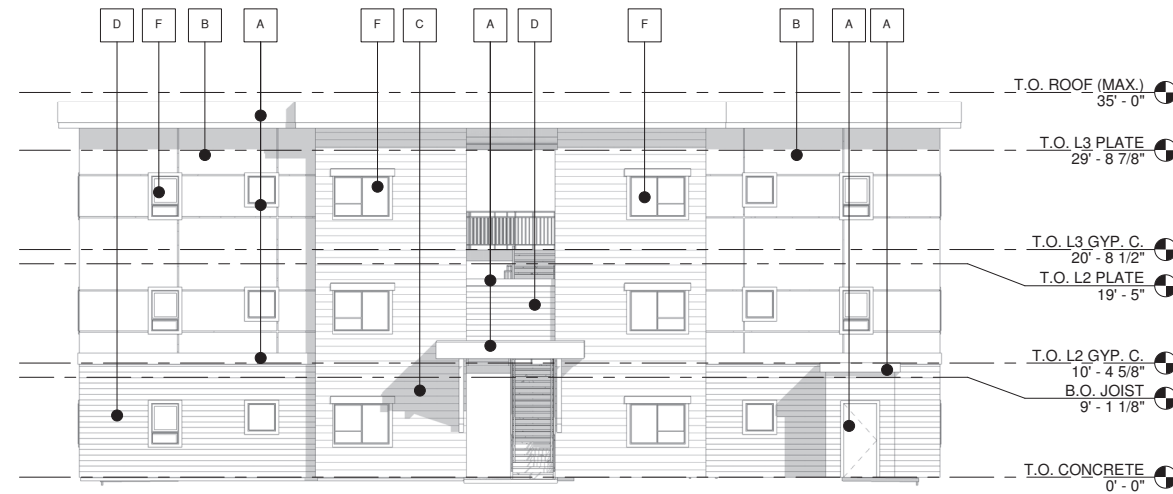 D F B A F C A D F B A A
T.O. ROOF (MAX.)
35' - 0"
T.O. L3 PLATE
29' - 8 7/8"
T.O. L3 GYP. C.
20' - 8 1/2"
T.O. L2 PLATE
19' - 5"
T.O. L2 GYP. C.
10' - 4 5/8"
B.O. JOIST
9' - 1 1/8"
T.O. CONCRETE
0' - 0"